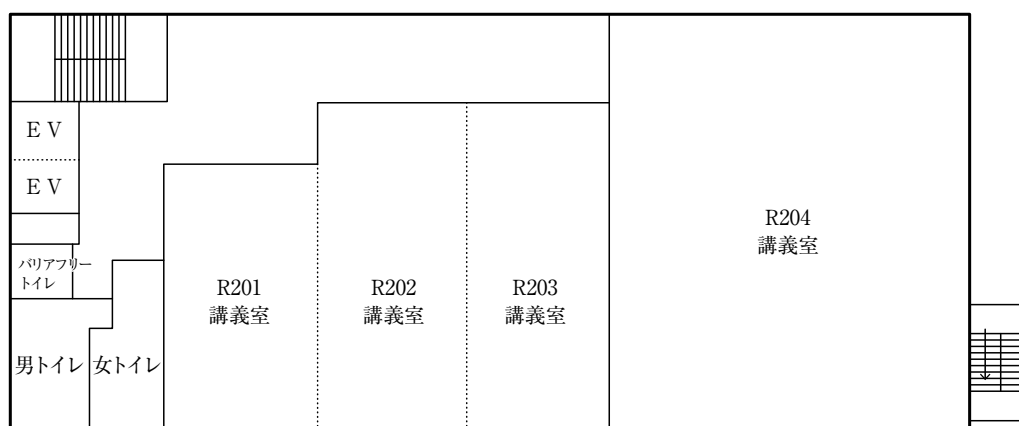 ＥＶ
ＥＶ
バリアフリー
トイレ
男トイレ
女トイレ
R201
講義室
R202
講義室
R203
講義室
R204
講義室